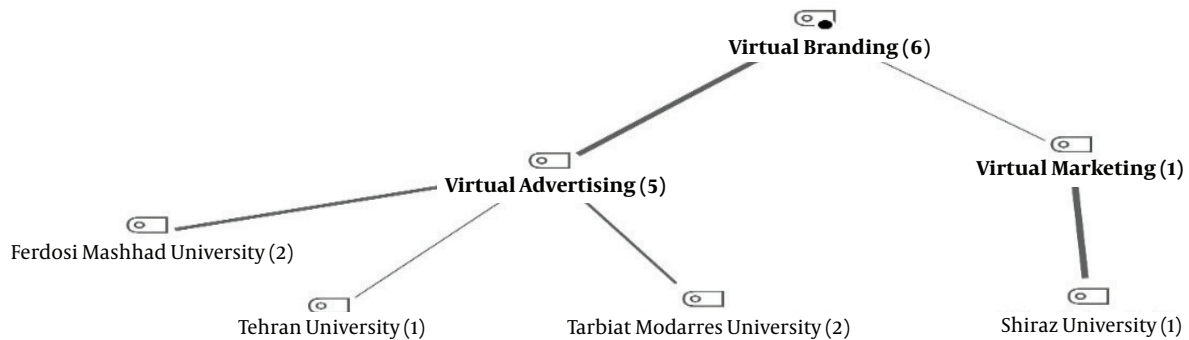 Virtual Branding (6)
Virtual Advertising (5)
Virtual Marketing (1)
Ferdosi Mashhad University (2)
Tehran University (1)
Tarbiat Modarres University (2)
Shiraz University (1)